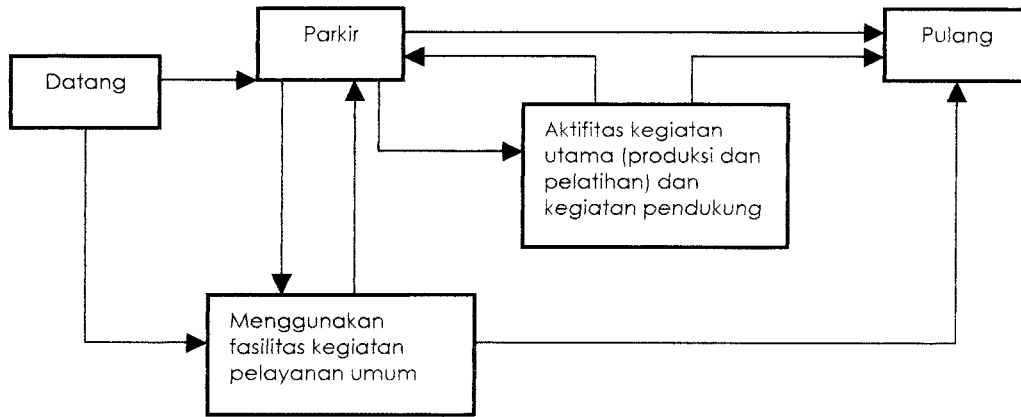 Parkir
Pulang
Datang
Aktifitas kegiatan
utama (produksi dan
pelatihan) dan
kegiatan pendukung
Menggunakan
fasilitas kegiatan
pelayanan umum